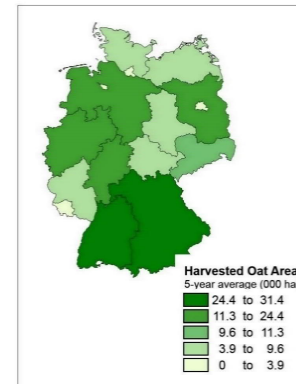 Harvested Oat Area
5-year average (000 ha
24.4 to 31.4
11.3 to 24.4
9.6 to 11.3
3.9 to 9.6
0 to 3.9